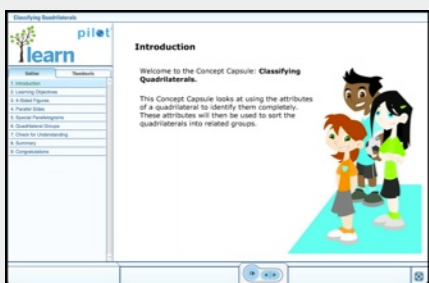 Classifying Quadrilaterals
pilot
learn
Outline
Thumbnails
1. Introduction
2. Learning Objectives
3. 4-Sided Figures
4. Parallel Sides
5. Special Parallelograms
6. Quadrilateral Groups
7. Check for Understanding
8. Summary
9. Congratulations
Introduction
Welcome to the Concept Capsule: Classifying
Quadrilaterals.
This Concept Capsule looks at using the attributes
of a quadrilateral to identify them completely.
These attributes will then be used to sort the
quadrilaterals into related groups.